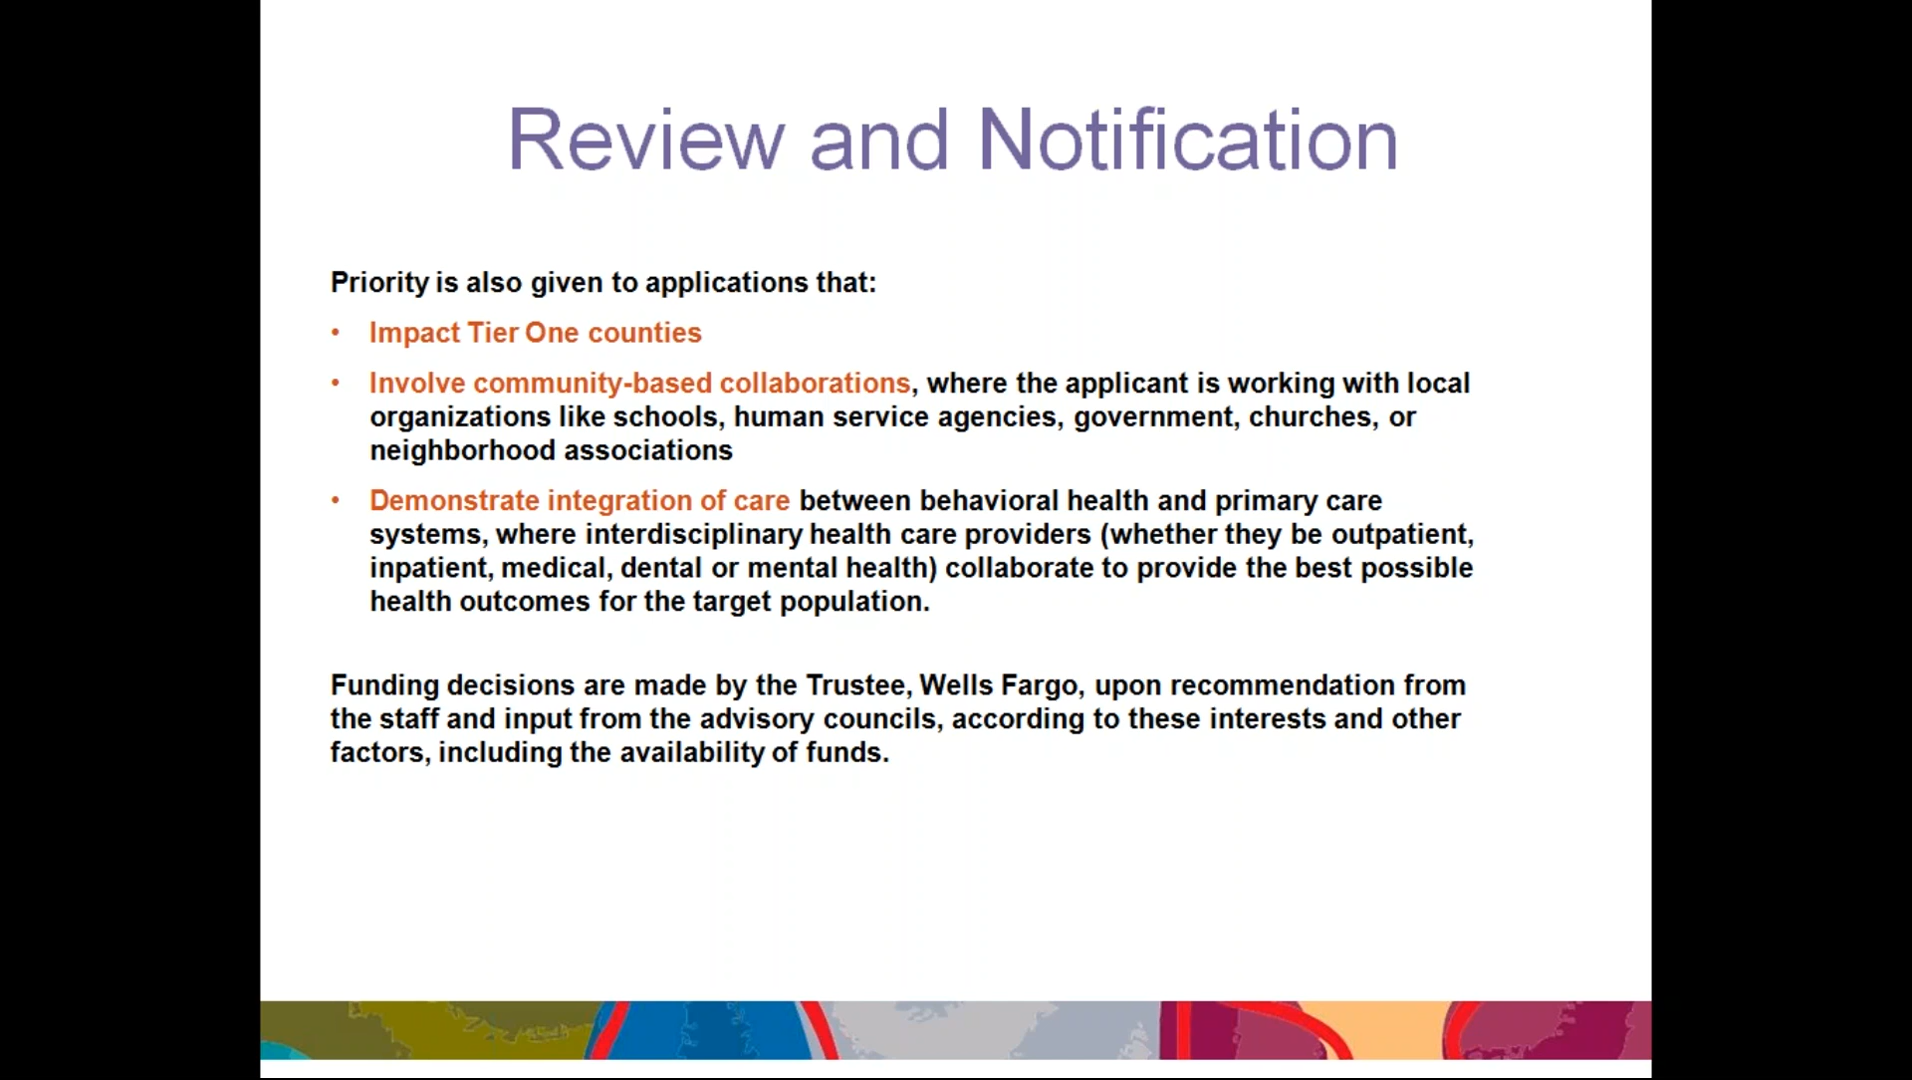 Review and Notification
Priority is also given to applications that:
• Impact Tier One counties
• Involve community-based collaborations, where the applicant is working with local
organizations like schools, human service agencies, government, churches, or
neighborhood associations
• Demonstrate integration of care between behavioral health and primary care
systems, where interdisciplinary health care providers (whether they be outpatient,
inpatient, medical, dental or mental health) collaborate to provide the best possible
health outcomes for the target population.
Funding decisions are made by the Trustee, Wells Fargo, upon recommendation from
the staff and input from the advisory councils, according to these interests and other
factors, including the availability of funds.